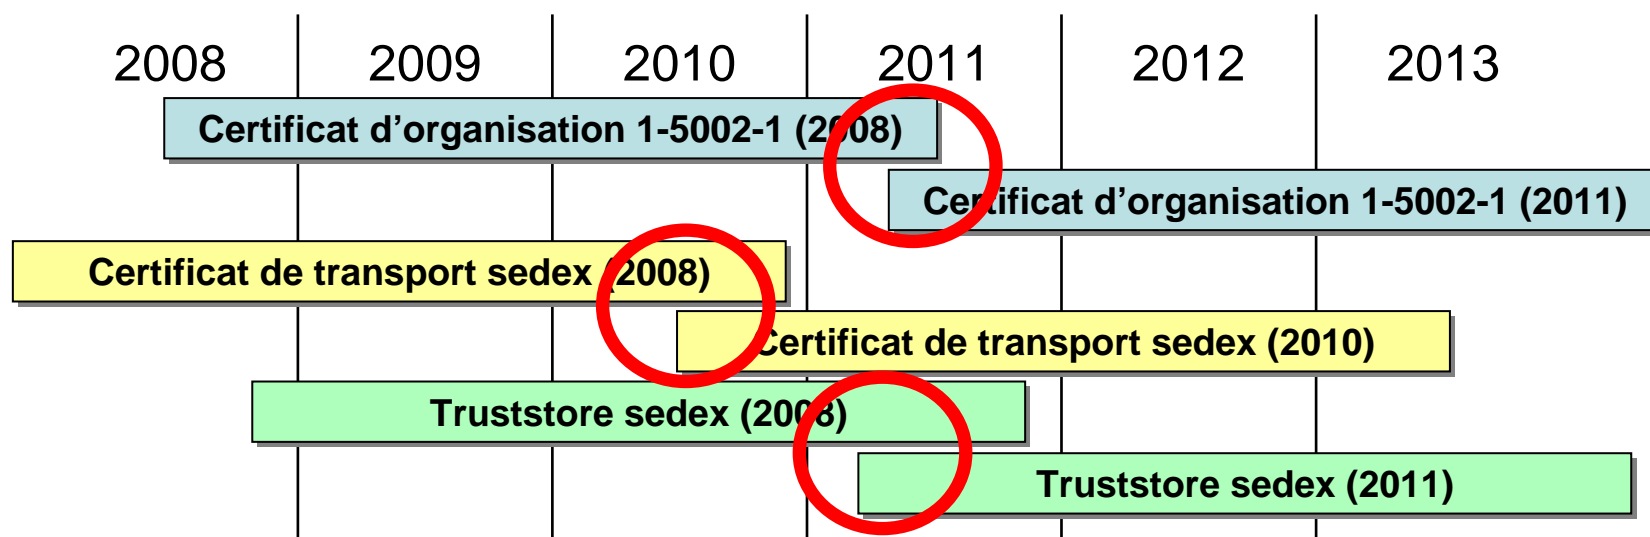 2008 2009 2010 2011 2012 2013
Certificat d’organisation 1-5002-1 (2008)
Certificat d’organisation 1-5002-1 (2011)
Certificat de transport sedex (2008)
Certificat de transport sedex (2010)
Truststore sedex (2008)
Truststore sedex (2011)